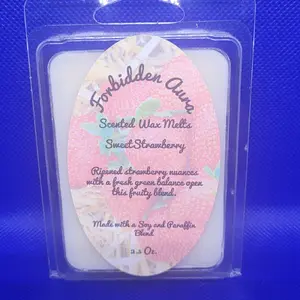 Forbidden Aura
Scented Wax Melts
Sweet Strawberry
Ripened strawberry nuances
with a fresh green balance open
this fruity blend.
Made with a Soy and Paraffin
Blend
3.2 Oz.